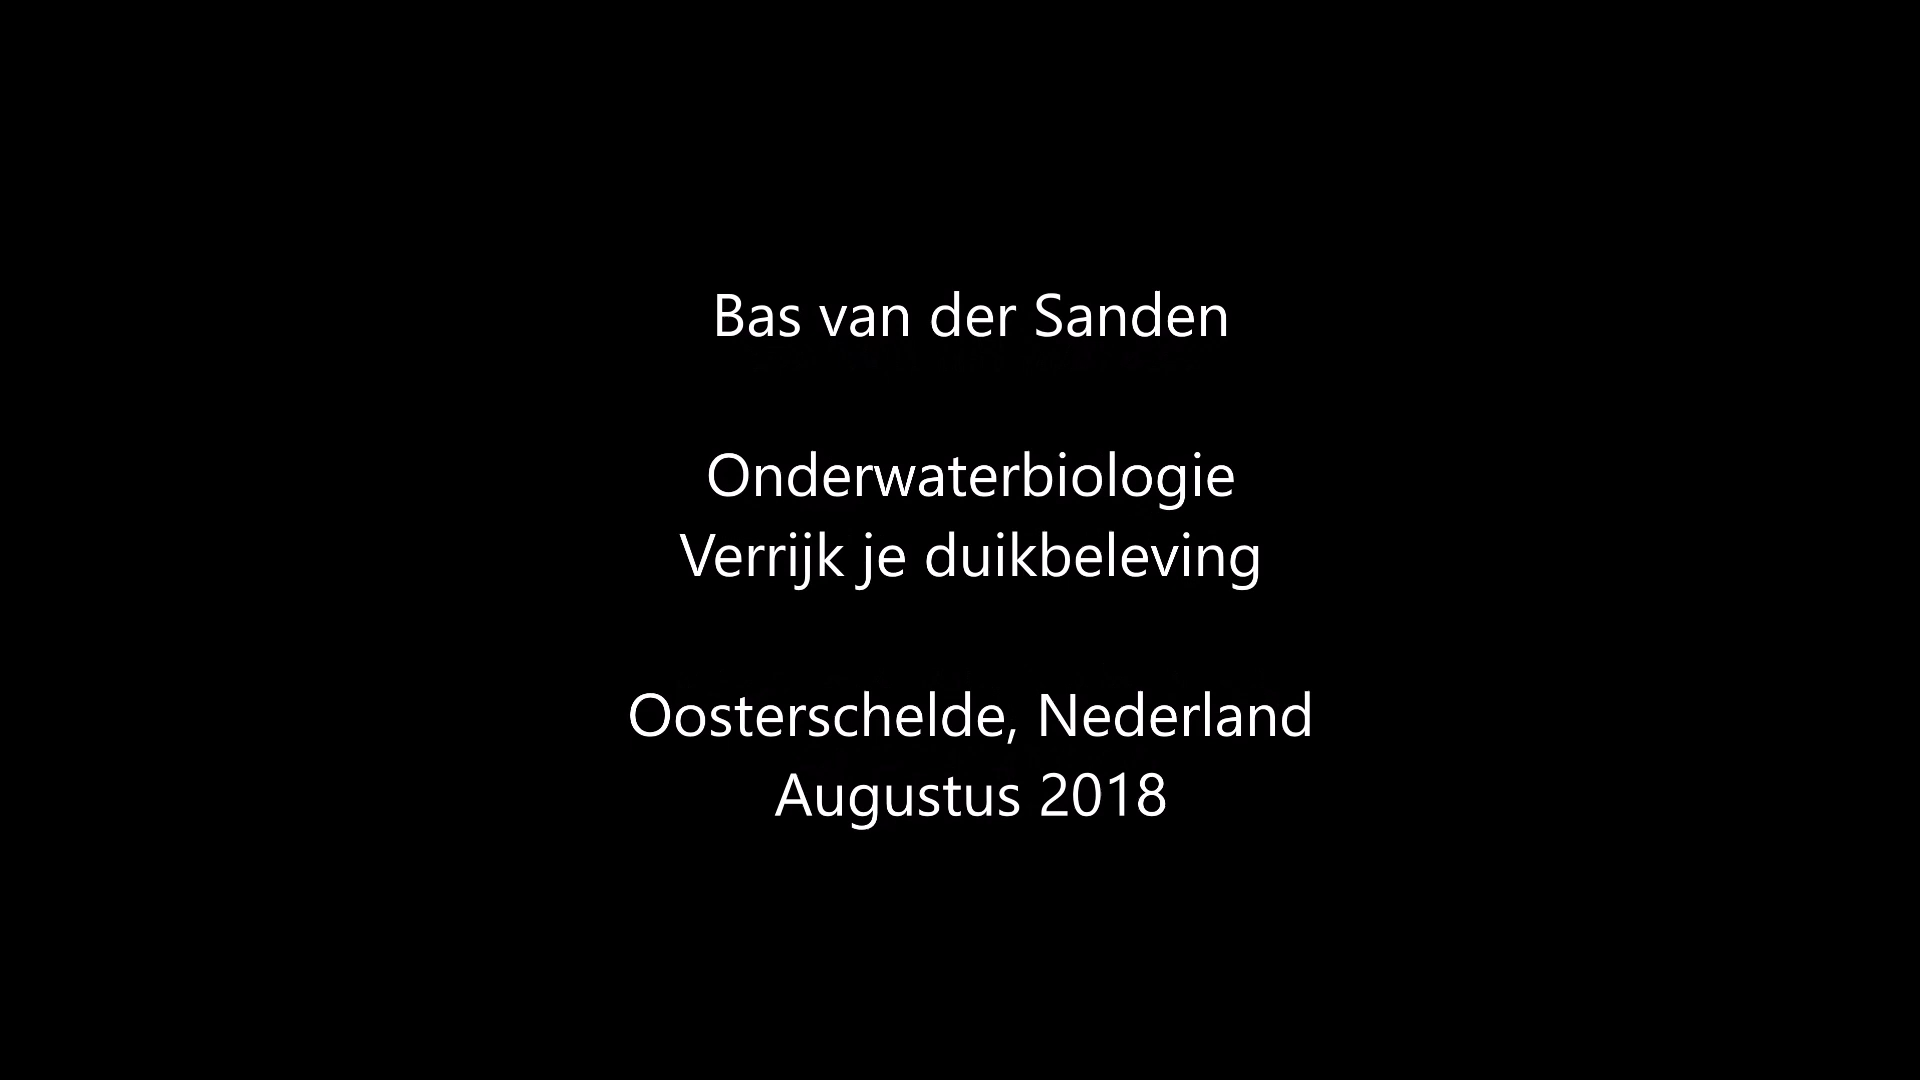 Bas van der Sanden
Onderwaterbiologie
Verrijk je duikbeleving
Oosterschelde, Nederland
Augustus 2018